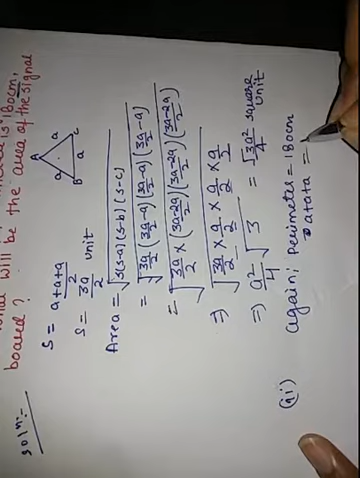 is 180cm,
what will be the area of the signal
board?
Soln:-
A
a a
B a C
S = a+a+a/2
S = 3a/2 unit
Area = √s(s-a)(s-b)(s-c)
= √3a/2(3a/2-a)(3a/2-a)(3a/2-a)
= √3a/2×(3a-2a/2)(3a-2a/2)(3a-2a/2)
⇒ √3a/2 × a/2 × a/2 × a/2
⇒ a²/4 √3 = √3a²/4 square unit
(ii) Again; Perimeter = 180cm
a+a+a =